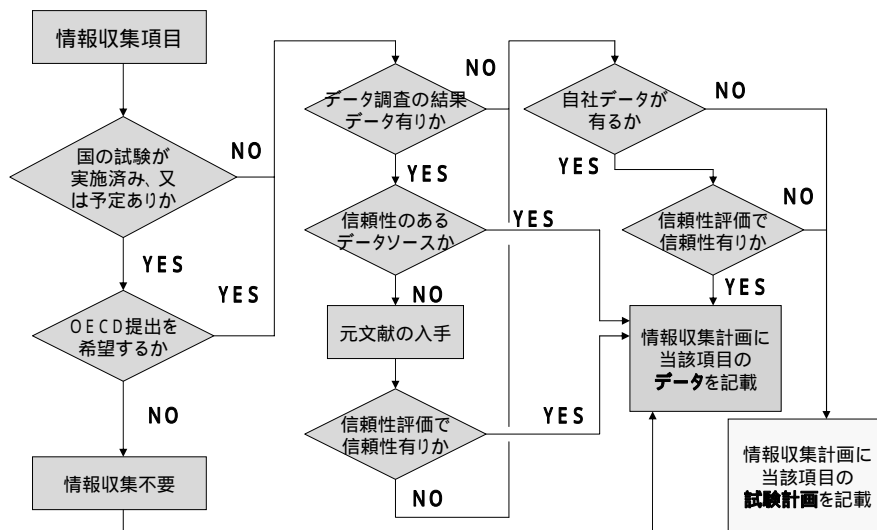 情報収集項目
国の試験が
実施済み、又
は予定ありか
NO
YES
OECD提出を
希望するか
YES
NO
情報収集不要
データ調査の結果
データ有りか
NO
YES
信頼性のある
データソースか
YES
NO
元文献の入手
信頼性評価で
信頼性有りか
YES
NO
自社データが
有るか
NO
YES
信頼性評価で
信頼性有りか
NO
YES
情報収集計画に
当該項目の
データを記載
情報収集計画に
当該項目の
試験計画を記載